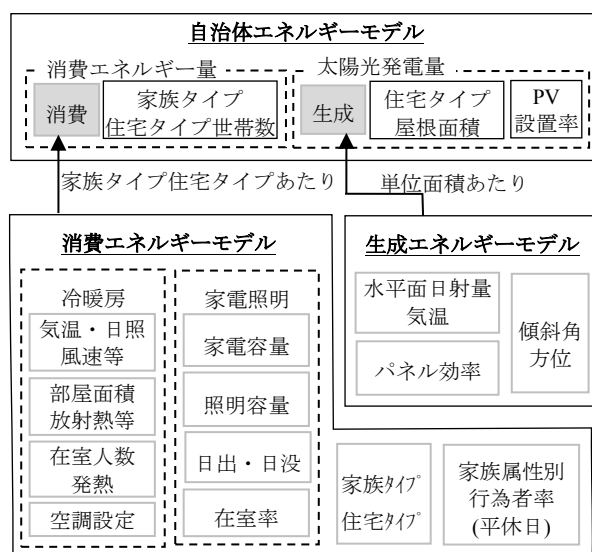 自治体エネルギーモデル
消費エネルギー量
消費
家族タイプ
住宅タイプ世帯数
太陽光発電量
生成
住宅タイプ
屋根面積
PV
設置率
家族タイプ住宅タイプあたり
単位面積あたり
消費エネルギーモデル
冷暖房
気温・日照
風速等
部屋面積
放射熱等
在室人数
発熱
空調設定
家電照明
家電容量
照明容量
日出・日没
在室率
生成エネルギーモデル
水平面日射量
気温
パネル効率
傾斜角
方位
家族ﾀｲﾌﾟ
住宅ﾀｲﾌﾟ
家族属性別
行為者率
(平休日)